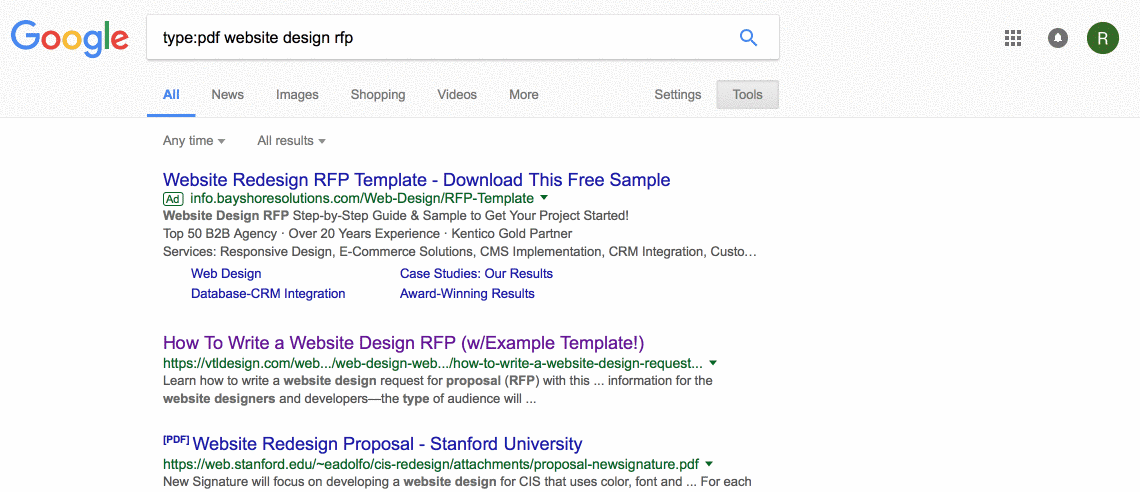 Google
type:pdf website design rfp
R
All News Images Shopping Videos More Settings Tools
Any time All results
Website Redesign RFP Template - Download This Free Sample
Ad info.bayshoresolutions.com/Web-Design/RFP-Template
Website Design RFP Step-by-Step Guide & Sample to Get Your Project Started!
Top 50 B2B Agency · Over 20 Years Experience · Kentico Gold Partner
Services: Responsive Design, E-Commerce Solutions, CMS Implementation, CRM Integration, Custo…
Web Design Case Studies: Our Results
Database-CRM Integration Award-Winning Results
How To Write a Website Design RFP (w/Example Template!)
https://vtldesign.com/web.../web-design-web.../how-to-write-a-website-design-request...
Learn how to write a website design request for proposal (RFP) with this ... information for the
website designers and developers—the type of audience will ...
[PDF] Website Redesign Proposal - Stanford University
https://web.stanford.edu/~eadolfo/cis-redesign/attachments/proposal-newsignature.pdf
New Signature will focus on developing a website design for CIS that uses color, font and ... For each